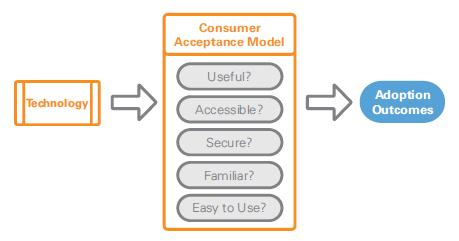 Consumer
Acceptance Model
Useful?
Technology
Accessible?
Adoption
Outcomes
Secure?
Familiar?
Easy to Use?